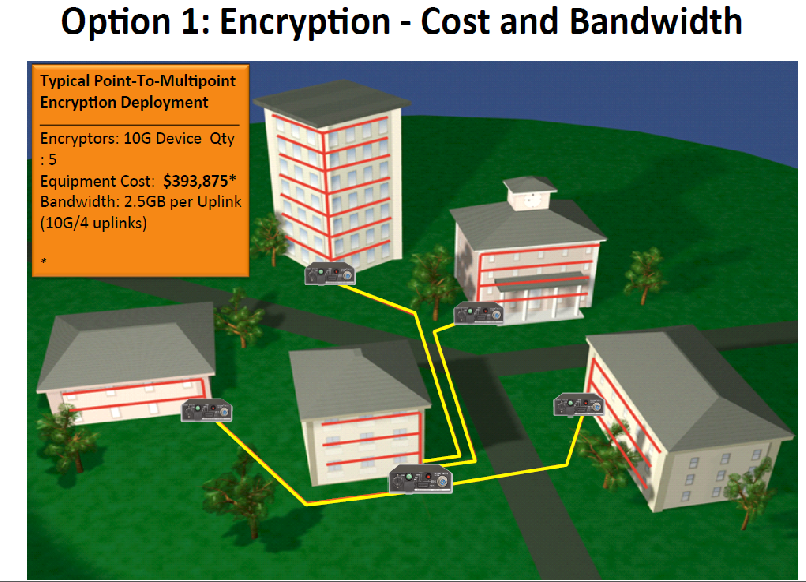 Option 1: Encryption - Cost and Bandwidth
Typical Point-To-Multipoint
Encryption Deployment
Encryptors: 10G Device  Qty
: 5
Equipment Cost:  $393,875*
Bandwidth: 2.5GB per Uplink
(10G/4 uplinks)
*